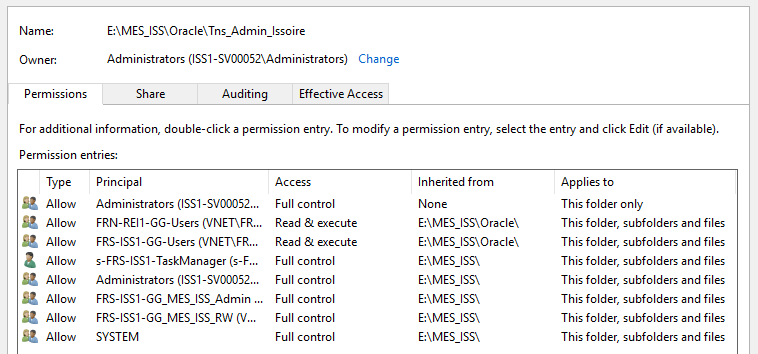 Name: E:\MES_ISS\Oracle\Tns_Admin_Issoire
Owner: Administrators (ISS1-SV00052\Administrators) Change
Permissions Share Auditing Effective Access
For additional information, double-click a permission entry. To modify a permission entry, select the entry and click Edit (if available).
Permission entries:
Type Principal Access Inherited from Applies to
Allow Administrators (ISS1-SV00052... Full control None This folder only
Allow FRN-REI1-GG-Users (VNET\FR... Read & execute E:\MES_ISS\Oracle\ This folder, subfolders and files
Allow FRS-ISS1-GG-Users (VNET\FR... Read & execute E:\MES_ISS\Oracle\ This folder, subfolders and files
Allow s-FRS-ISS1-TaskManager (s-F... Full control E:\MES_ISS\ This folder, subfolders and files
Allow Administrators (ISS1-SV00052... Full control E:\MES_ISS\ This folder, subfolders and files
Allow FRS-ISS1-GG_MES_ISS_Admin ... Full control E:\MES_ISS\ This folder, subfolders and files
Allow FRS-ISS1-GG_MES_ISS_RW (V... Full control E:\MES_ISS\ This folder, subfolders and files
Allow SYSTEM Full control E:\MES_ISS\ This folder, subfolders and files